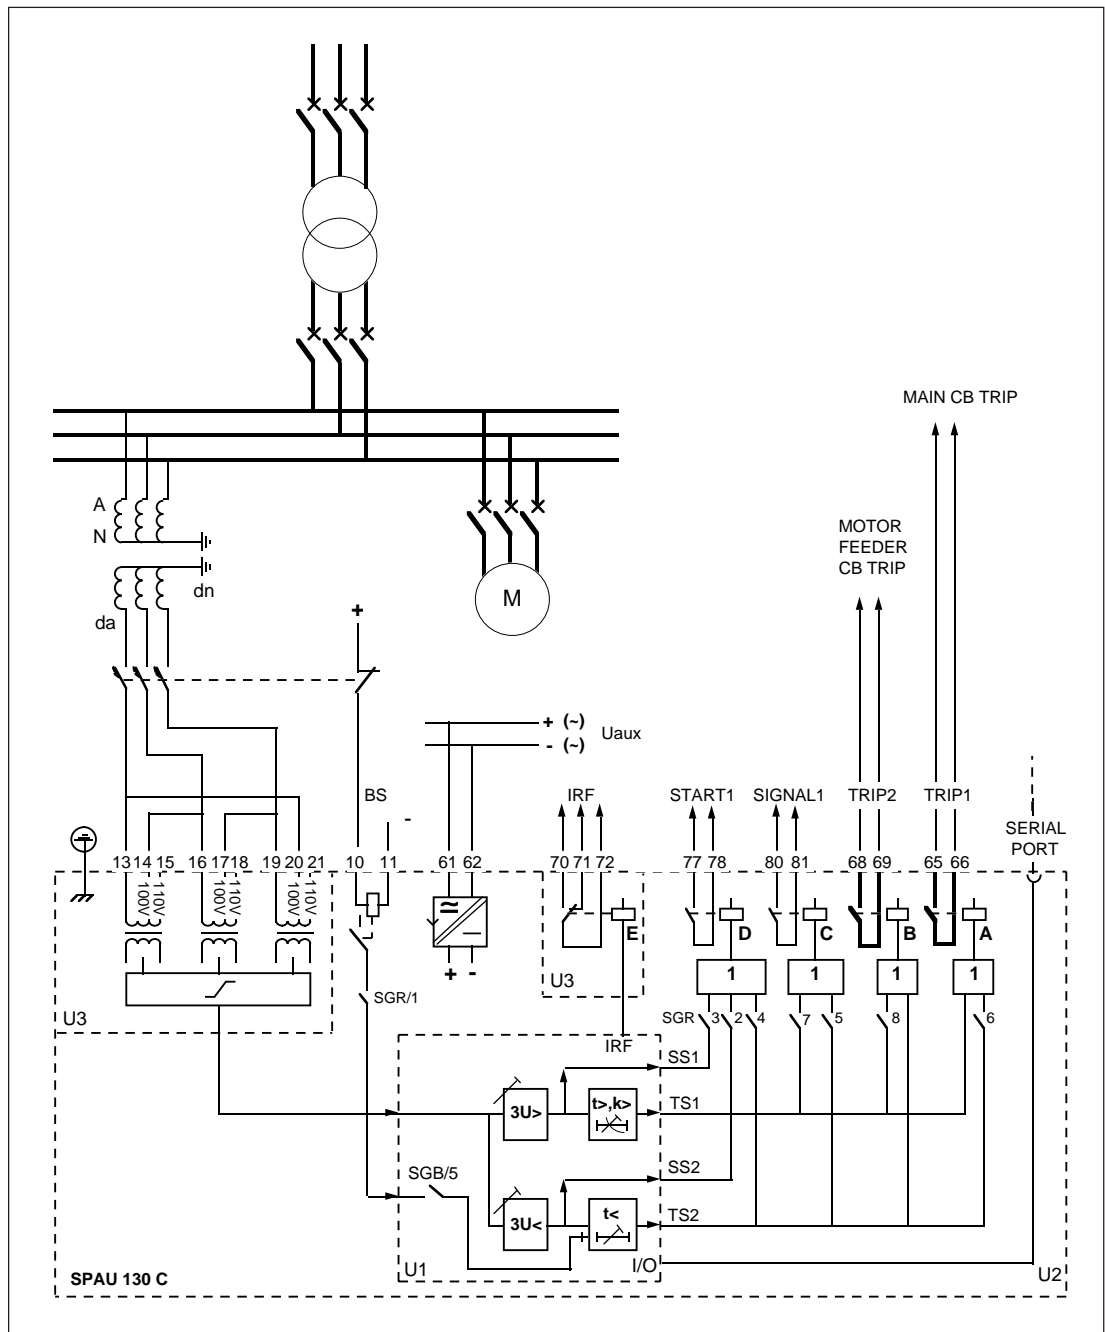 MAIN CB TRIP
A
N
MOTOR
FEEDER
CB TRIP
dn
da
M
+
+ (~)
- (~)
Uaux
BS
-
IRF
START1
SIGNAL1
TRIP2
TRIP1
SERIAL
PORT
13 14 15 16 17 18 19 20 21 10 11 61 62 70 71 72 77 78 80 81 68 69 65 66
100V
110V
100V
110V
100V
110V
E
D
C
B
A
+ -
U3
1
1
1
1
SGR/1
U3
SGR 3 2 4 7 5 8 6
IRF
SS1
3U>
t>,k>
TS1
SGB/5
SS2
3U<
t<
TS2
U1
I/O
U2
SPAU 130 C